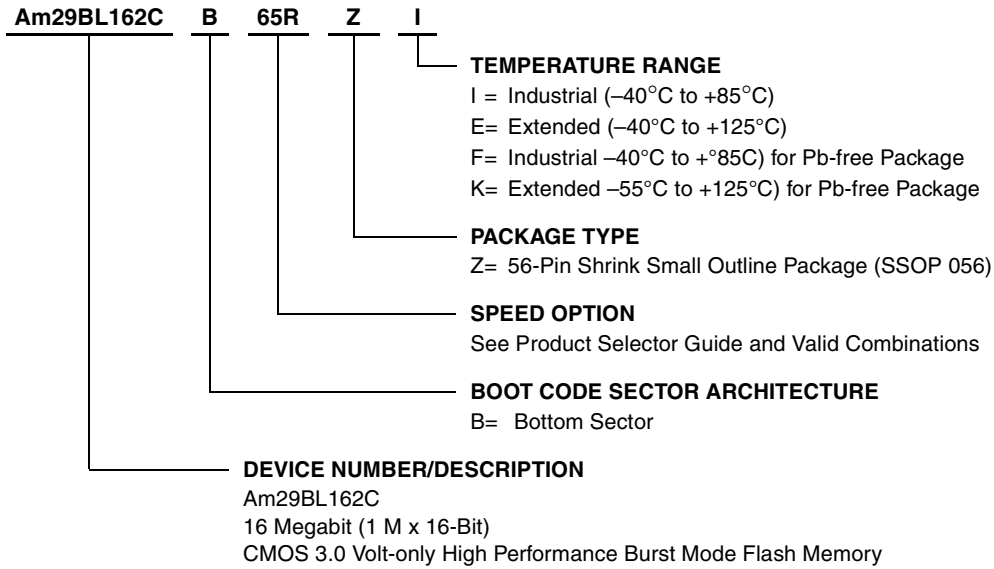 Am29BL162C B 65R Z I
TEMPERATURE RANGE
I = Industrial (–40°C to +85°C)
E= Extended (–40°C to +125°C)
F= Industrial –40°C to +°85C) for Pb-free Package
K= Extended –55°C to +125°C) for Pb-free Package
PACKAGE TYPE
Z= 56-Pin Shrink Small Outline Package (SSOP 056)
SPEED OPTION
See Product Selector Guide and Valid Combinations
BOOT CODE SECTOR ARCHITECTURE
B= Bottom Sector
DEVICE NUMBER/DESCRIPTION
Am29BL162C
16 Megabit (1 M x 16-Bit)
CMOS 3.0 Volt-only High Performance Burst Mode Flash Memory